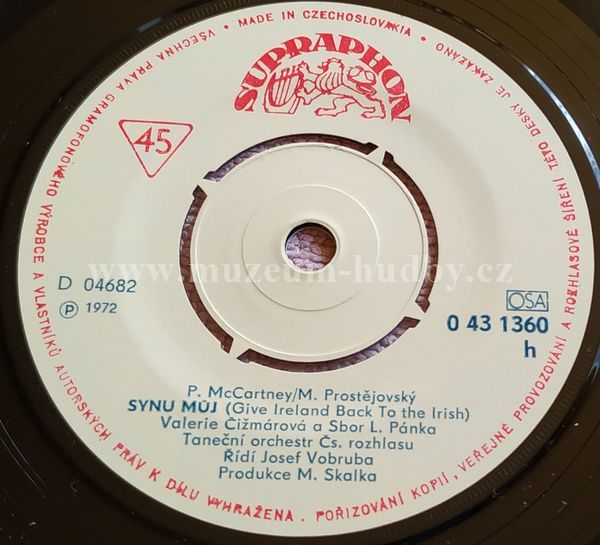 VŠECHNA PRÁVA GRAMOFONOVÉHO VÝROBCE A VLASTNÍKŮ AUTORSKÝCH PRÁV K DÍLU VYHRAŽENA. POŘIZOVÁNÍ KOPIÍ, VEŘEJNÉ PROVOZOVÁNÍ A ROZHLASOVÉ ŠÍŘENÍ TÉTO DESKY JE ZAKÁZÁNO
• MADE IN CZECHOSLOVAKIA •
SUPRAPHON
45
www.muzeum-hudby.cz
D 04682
Ⓟ 1972
OSA
0 43 1360
h
P. McCartney/M. Prostějovský
SYNU MŮJ (Give Ireland Back To the Irish)
Valerie Čižmárová a Sbor L. Pánka
Taneční orchestr Čs. rozhlasu
Řídí Josef Vobruba
Produkce M. Skalka